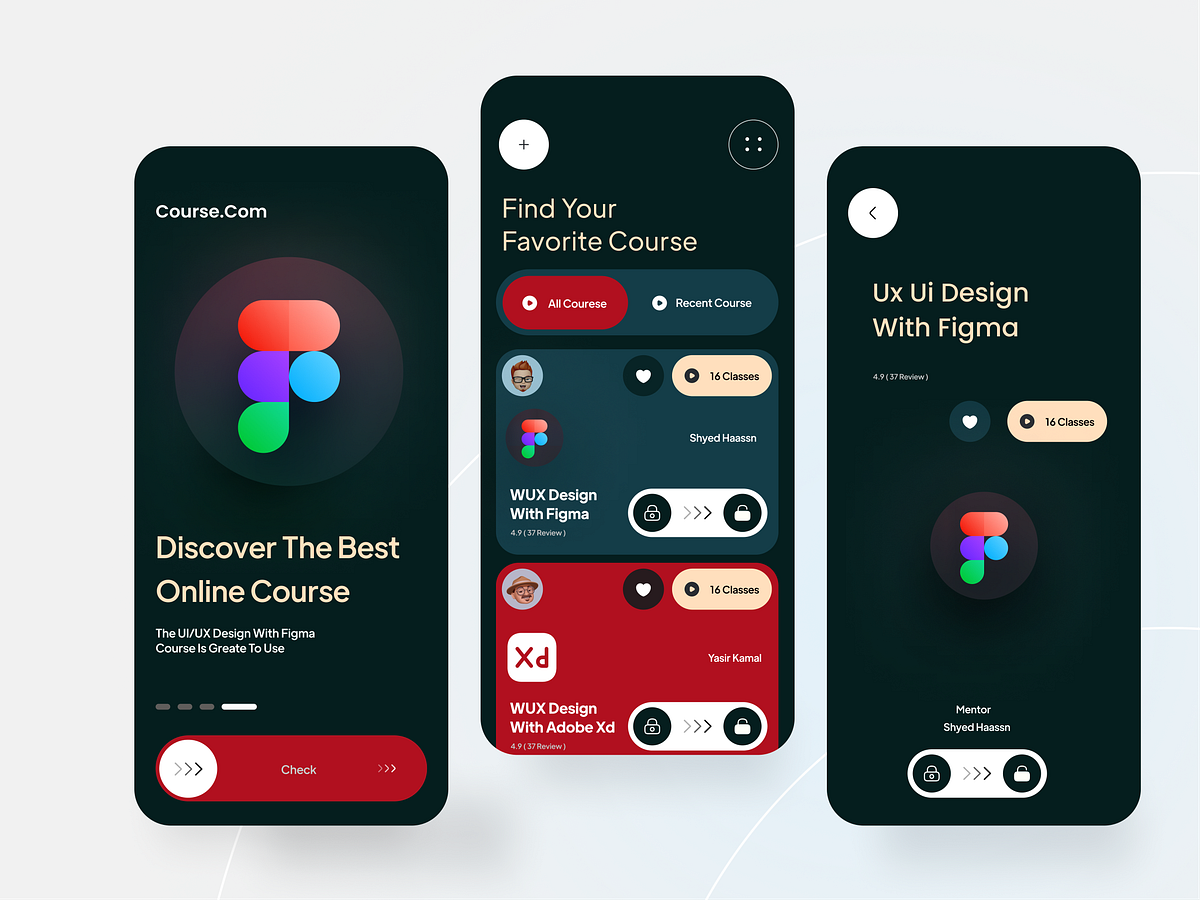 Course.Com
Discover The Best
Online Course
The UI/UX Design With Figma
Course Is Greate To Use
Check
Find Your
Favorite Course
All Courese
Recent Course
16 Classes
Shyed Haassn
WUX Design
With Figma
4.9 ( 37 Review )
16 Classes
Xd
Yasir Kamal
WUX Design
With Adobe Xd
4.9 ( 37 Review )
Ux Ui Design
With Figma
4.9 ( 37 Review )
16 Classes
Mentor
Shyed Haassn